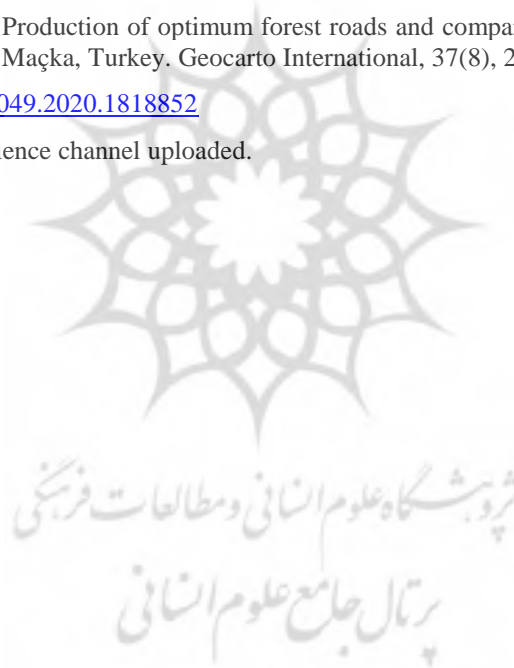 Production of optimum forest roads and compa
Maçka, Turkey. Geocarto International, 37(8), 2
049.2020.1818852
ence channel uploaded.
پژوهشگاه علوم انسانی و مطالعات فرهنگی
پرتال جامع علوم انسانی